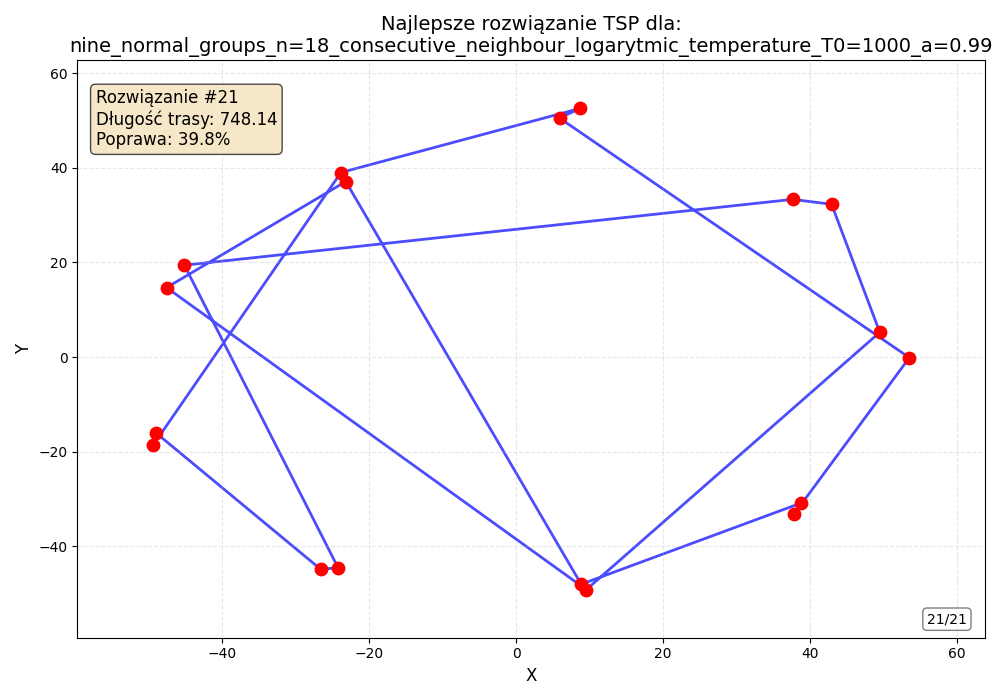 Najlepsze rozwiązanie TSP dla:
nine_normal_groups_n=18_consecutive_neighbour_logarytmic_temperature_T0=1000_a=0.99
Rozwiązanie #21
Długość trasy: 748.14
Poprawa: 39.8%
60
40
20
0
−20
−40
Y
21/21
−40 −20 0 20 40 60
X